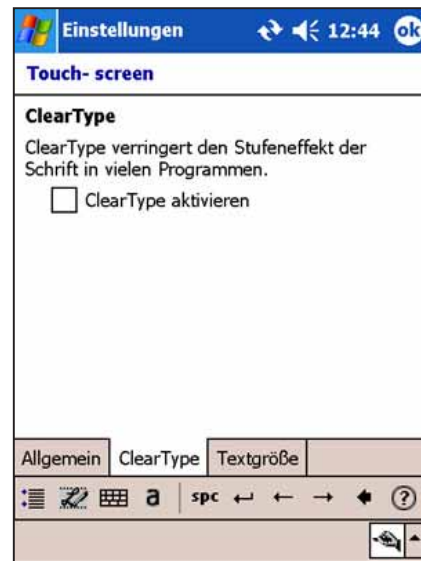 Einstellungen 12:44 ok
Touch- screen
ClearType
ClearType verringert den Stufeneffekt der
Schrift in vielen Programmen.
ClearType aktivieren
Allgemein ClearType Textgröße
a spc ?